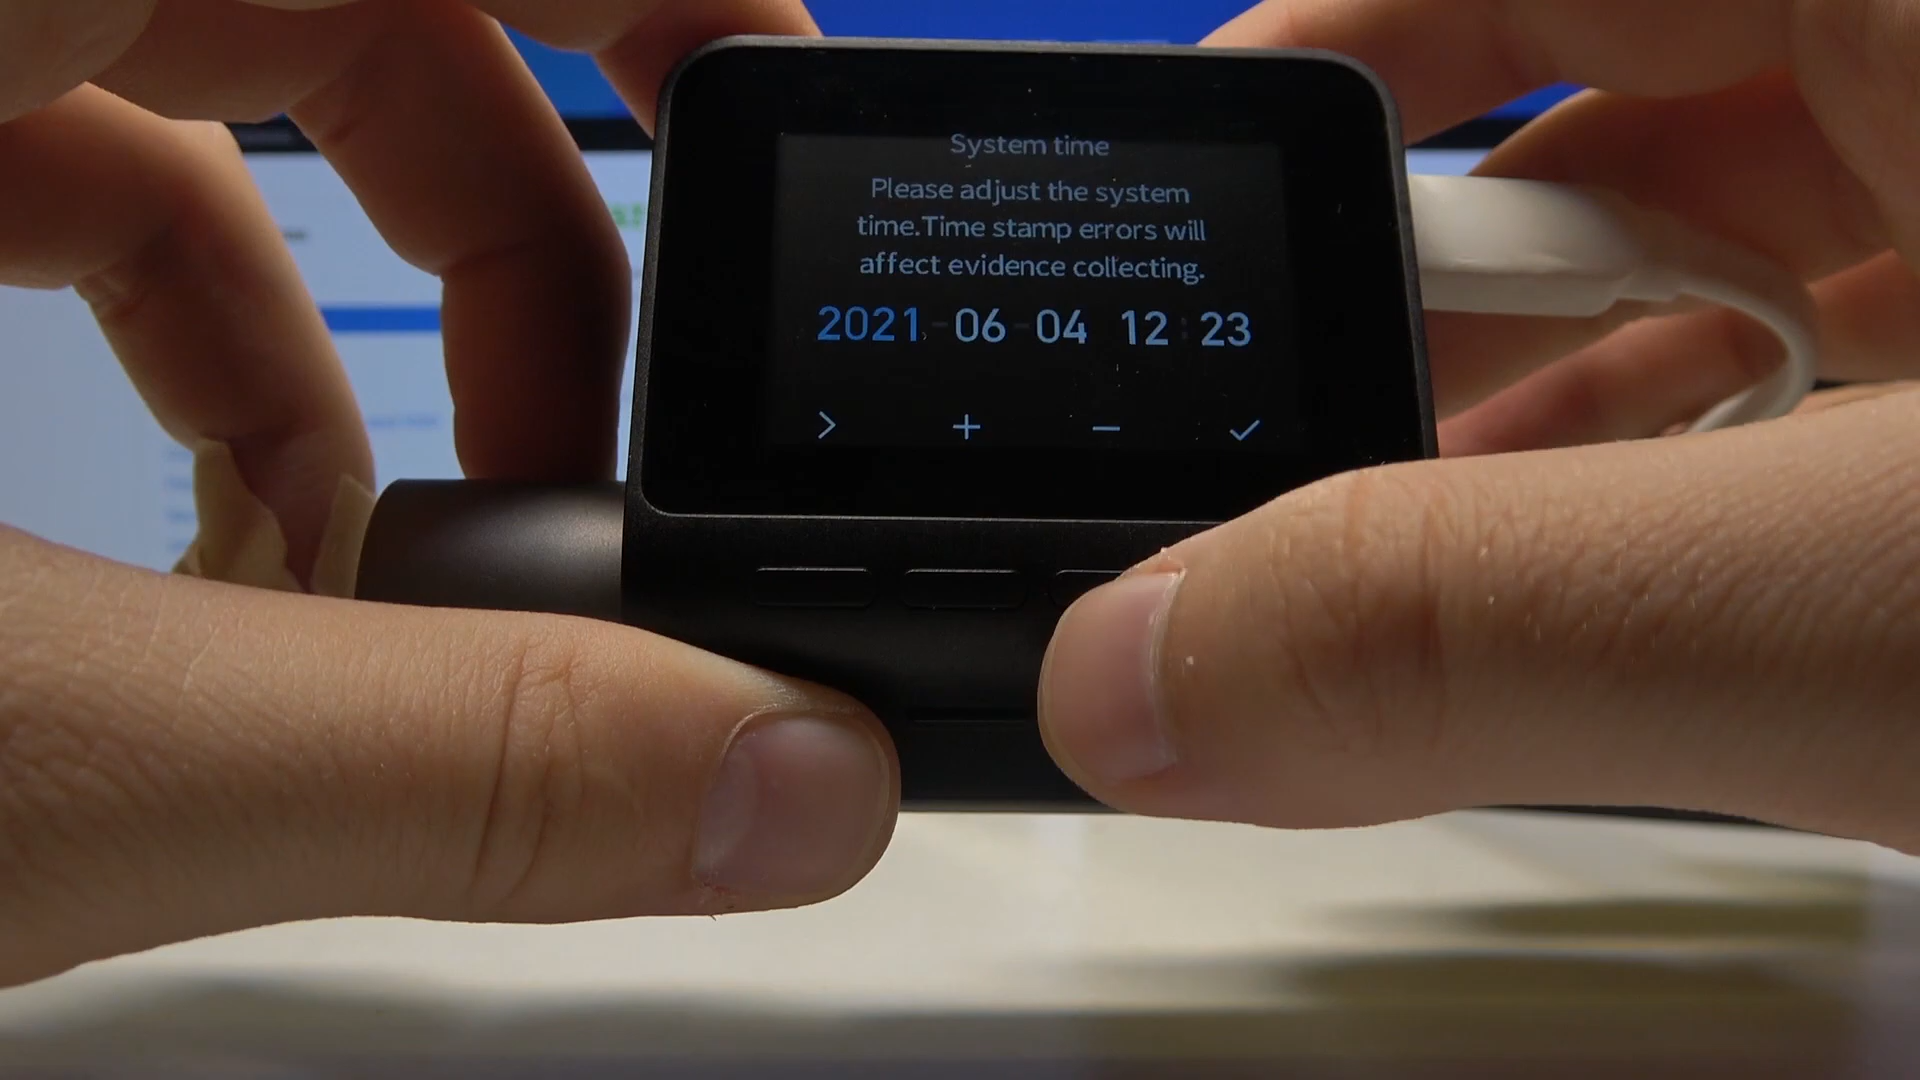 System time
Please adjust the system
time.Time stamp errors will
affect evidence collecting.
2021-06-04 12:23
> + − ✓